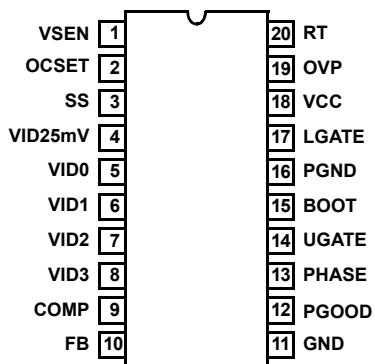 VSEN 1 20 RT
OCSET 2 19 OVP
SS 3 18 VCC
VID25mV 4 17 LGATE
VID0 5 16 PGND
VID1 6 15 BOOT
VID2 7 14 UGATE
VID3 8 13 PHASE
COMP 9 12 PGOOD
FB 10 11 GND